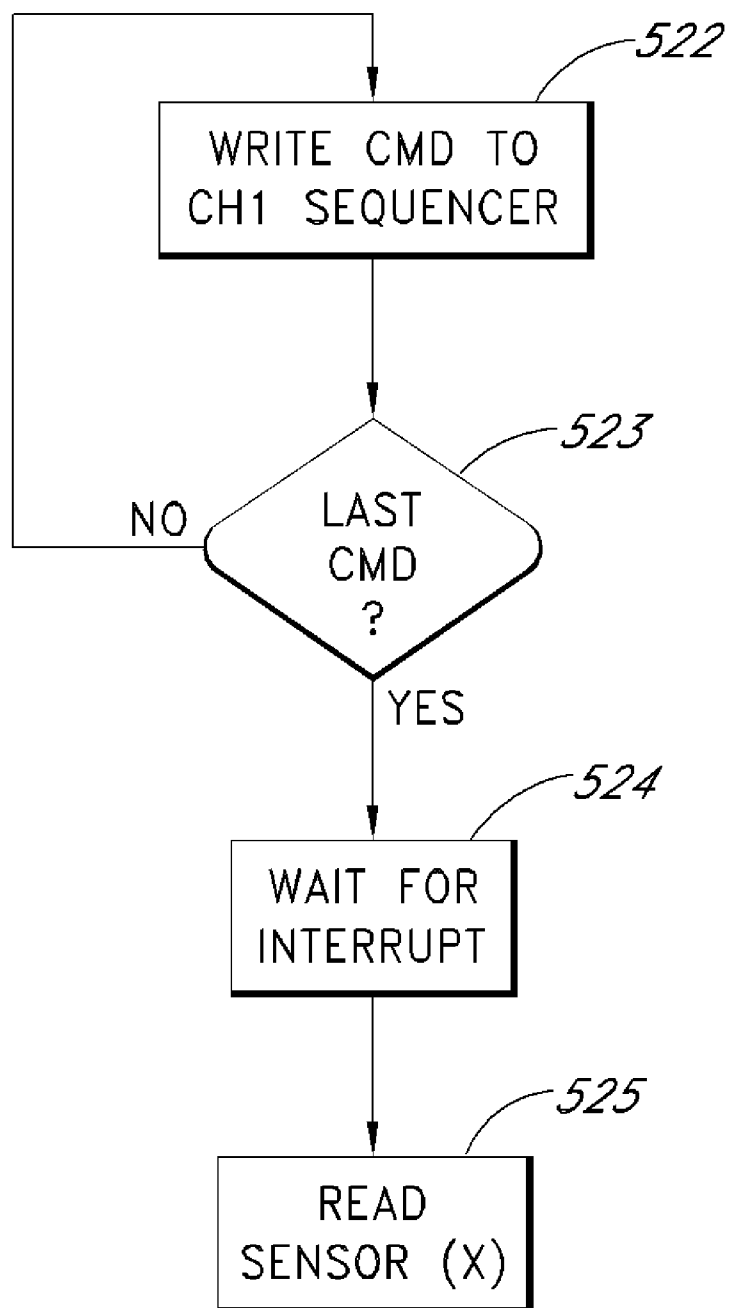 522
WRITE CMD TO
CH1 SEQUENCER
523
NO
LAST
CMD
?
YES
524
WAIT FOR
INTERRUPT
525
READ
SENSOR (X)